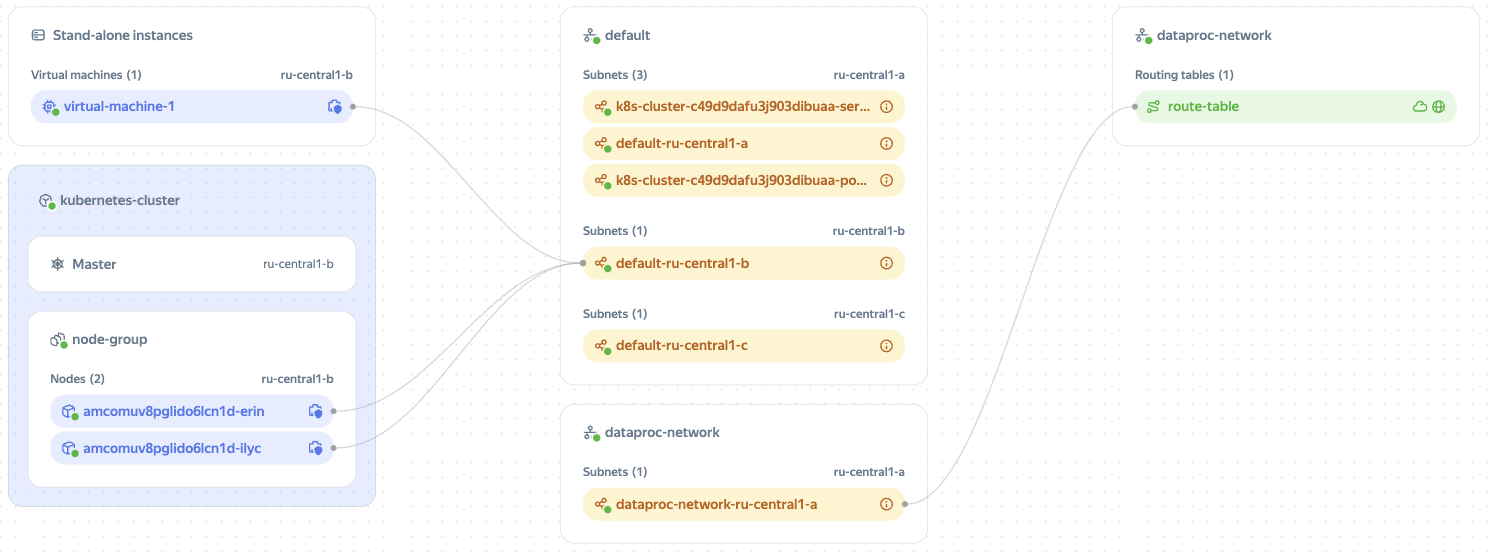 Stand-alone instances
Virtual machines (1) ru-central1-b
virtual-machine-1
kubernetes-cluster
Master ru-central1-b
node-group
Nodes (2) ru-central1-b
amcomuv8pglido6lcn1d-erin
amcomuv8pglido6lcn1d-ilyc
default
Subnets (3) ru-central1-a
k8s-cluster-c49d9dafu3j903dibuaa-ser...
default-ru-central1-a
k8s-cluster-c49d9dafu3j903dibuaa-po...
Subnets (1) ru-central1-b
default-ru-central1-b
Subnets (1) ru-central1-c
default-ru-central1-c
dataproc-network
Subnets (1) ru-central1-a
dataproc-network-ru-central1-a
dataproc-network
Routing tables (1)
route-table